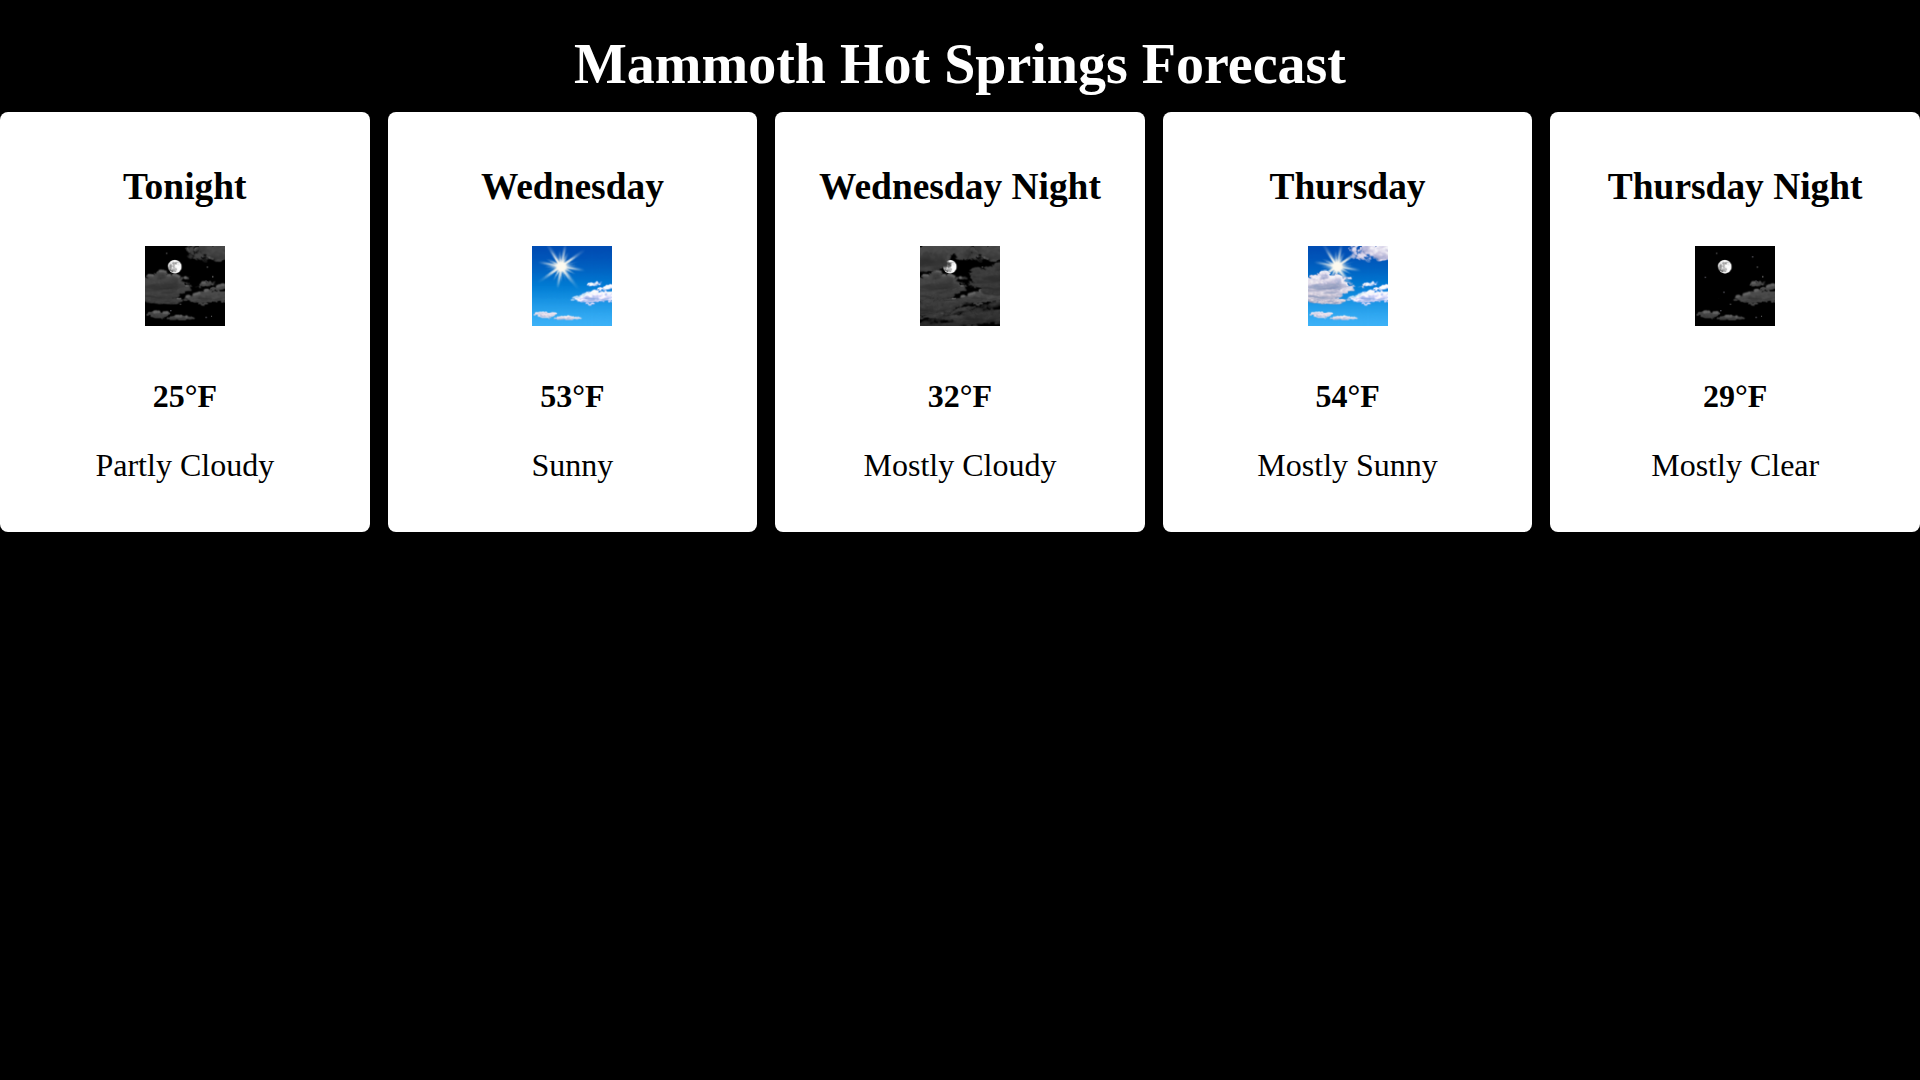 Mammoth Hot Springs Forecast
Tonight
25°F
Partly Cloudy
Wednesday
53°F
Sunny
Wednesday Night
32°F
Mostly Cloudy
Thursday
54°F
Mostly Sunny
Thursday Night
29°F
Mostly Clear